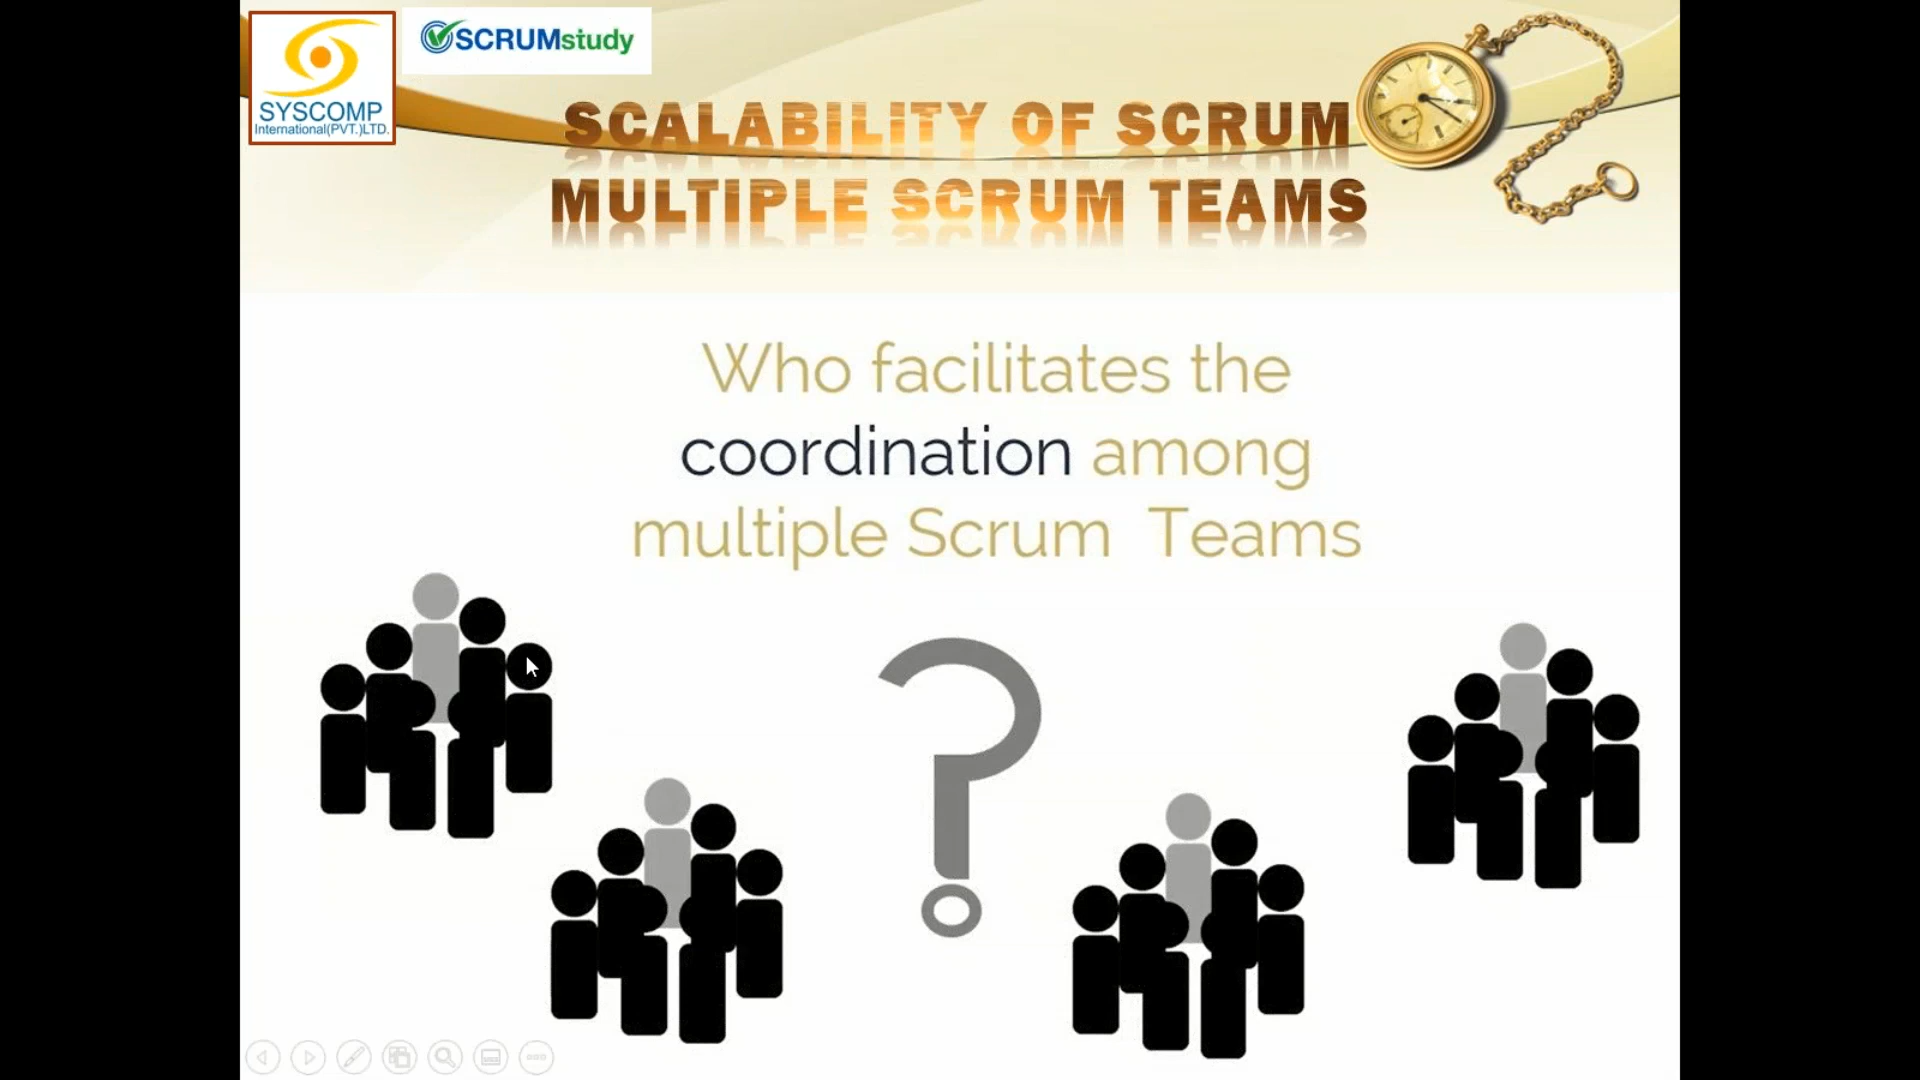 SYSCOMP
International(PVT.)LTD.
SCRUMstudy
SCALABILITY OF SCRUM
MULTIPLE SCRUM TEAMS
Who facilitates the
coordination among
multiple Scrum Teams
?